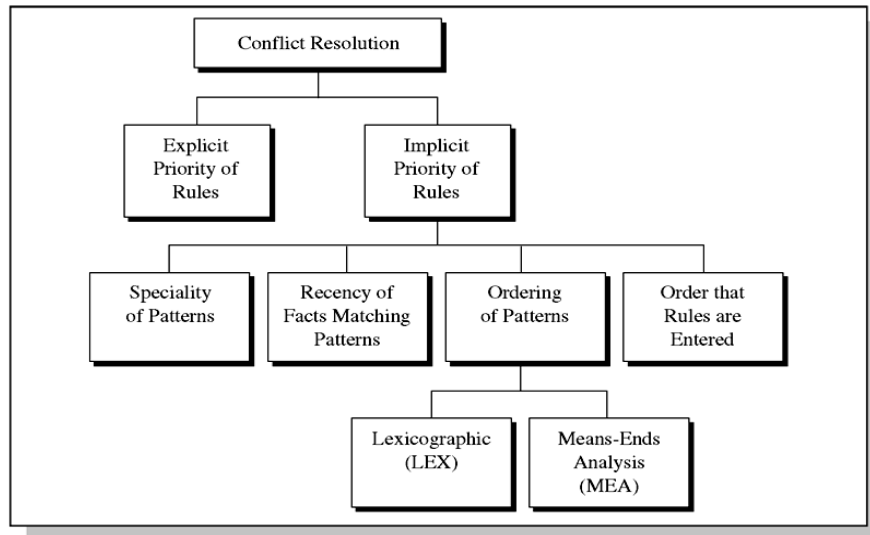 Conflict Resolution
Explicit
Priority of
Rules
Implicit
Priority of
Rules
Speciality
of Patterns
Recency of
Facts Matching
Patterns
Ordering
of Patterns
Order that
Rules are
Entered
Lexicographic
(LEX)
Means-Ends
Analysis
(MEA)